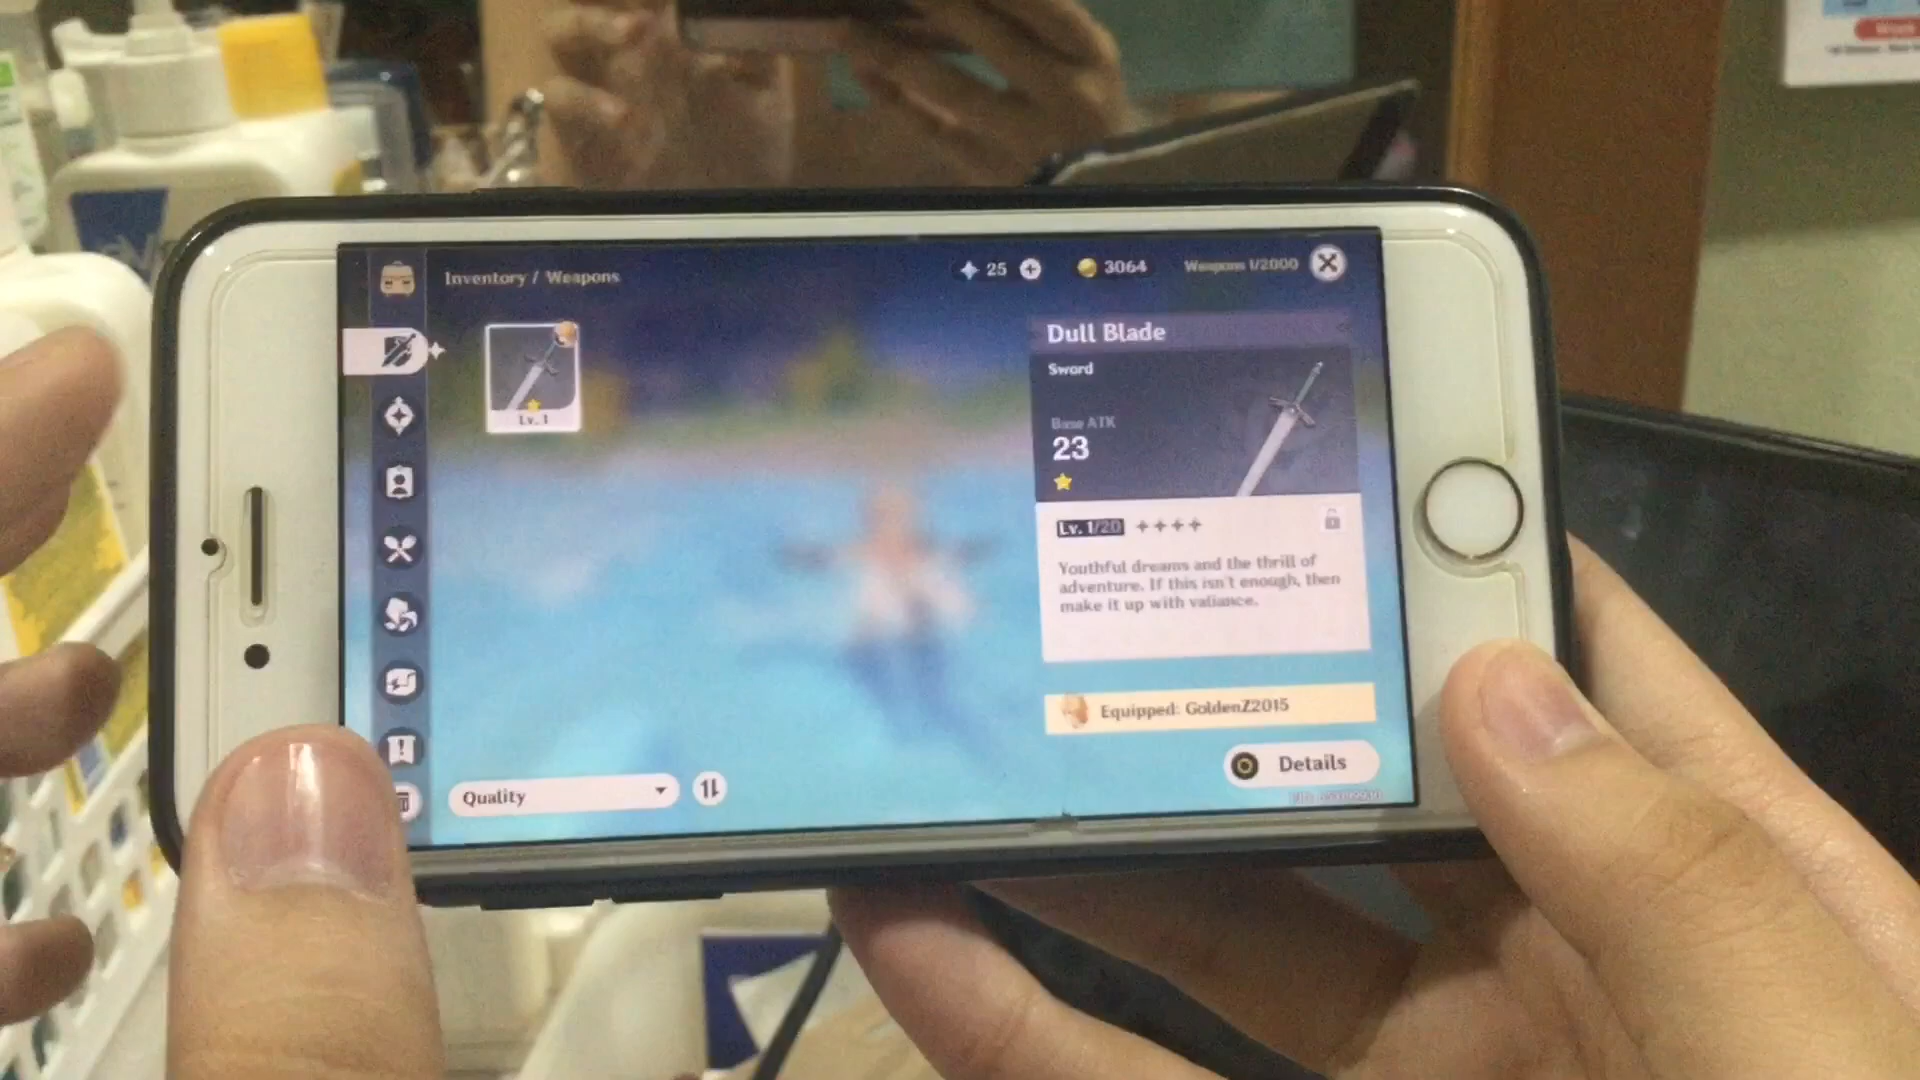 Inventory / Weapons
25
3064
Weapons 1/2000
Lv. 1
Dull Blade
Sword
Base ATK
23
Lv. 1/20
Youthful dreams and the thrill of
adventure. If this isn't enough, then
make it up with valiance.
Equipped: GoldenZ2015
Details
Quality